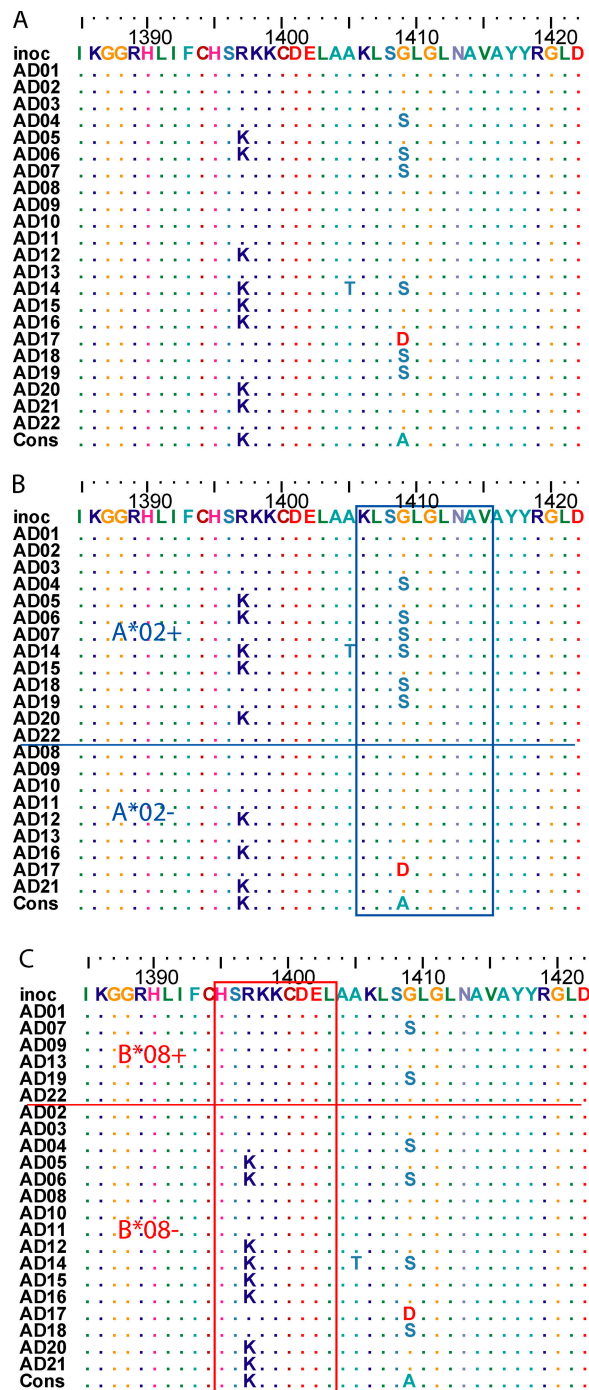 A
1390 1400 1410 1420
inoc IKGGRHLIFCHSRKKCDELAAKLSGLGLNAVAYYRGLD
AD01
AD02
AD03
AD04 S
AD05 K
AD06 K S
AD07 S
AD08
AD09
AD10
AD11
AD12 K
AD13
AD14 K T S
AD15 K
AD16 K
AD17 D
AD18 S
AD19 S
AD20 K
AD21 K
AD22
Cons K A
B
1390 1400 1410 1420
inoc IKGGRHLIFCHSRKKCDELAAKLSGLGLNAVAYYRGLD
AD01
AD02
AD03
AD04 S
AD05 K
AD06 K S
AD07 S
A*02+
AD14 K T S
AD15 K
AD18 S
AD19 S
AD20 K
AD22
AD08
AD09
AD10
AD11
A*02-
AD12 K
AD13
AD16 K
AD17 D
AD21 K
Cons K A
C
1390 1400 1410 1420
inoc IKGGRHLIFCHSRKKCDELAAKLSGLGLNAVAYYRGLD
AD01
AD07 S
AD09
B*08+
AD13
AD19 S
AD22
AD02
AD03
AD04 S
AD05 K
AD06 K S
AD08
AD10
AD11
B*08-
AD12 K
AD14 K T S
AD15 K
AD16 K
AD17 D
AD18 S
AD20 K
AD21 K
Cons K A